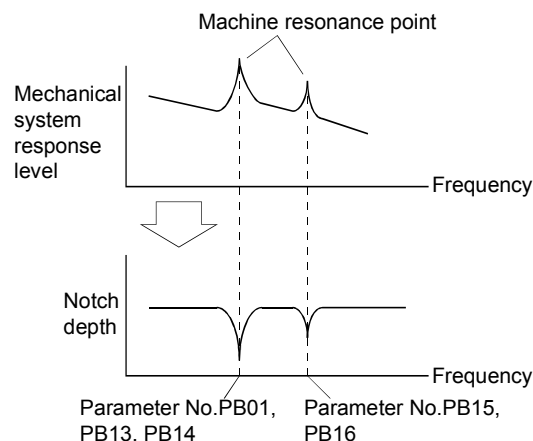 Machine resonance point
Mechanical
system
response
level
Frequency
Notch
depth
Frequency
Parameter No.PB01,
PB13, PB14
Parameter No.PB15,
PB16